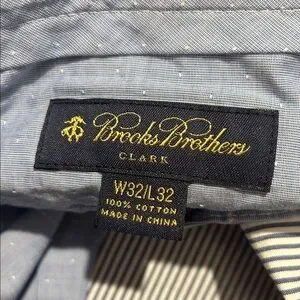 Brooks Brothers
CLARK
W32/L32
100% COTTON
MADE IN CHINA